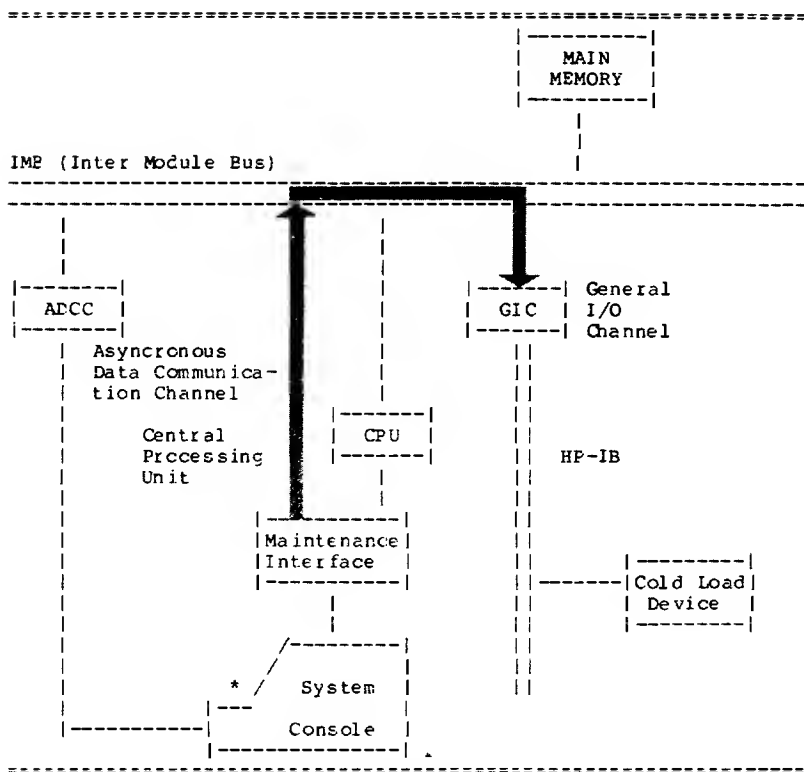 MAIN
MEMORY
IMB (Inter Module Bus)
ADCC
GIC
General
I/O
Channel
Asyncronous
Data Communica-
tion Channel
Central
Prccessing
Unit
CPU
HP-IB
Maintenance
Interface
Cold Load
Device
*
System
Console